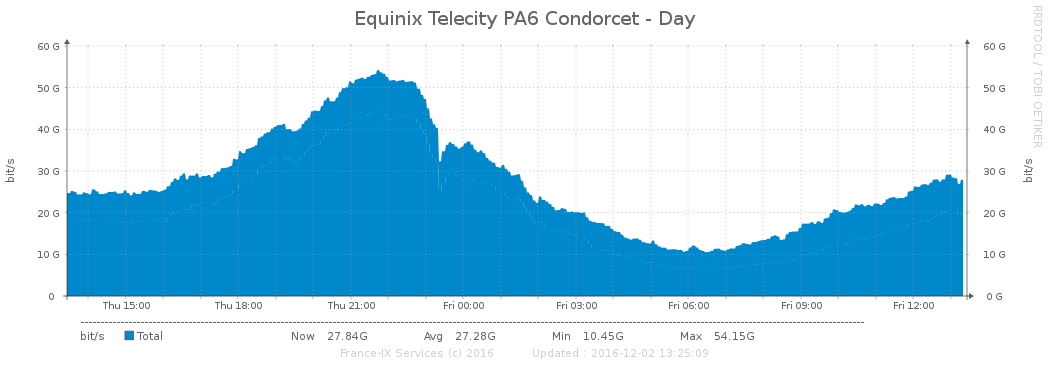 Equinix Telecity PA6 Condorcet - Day
RRDTOOL / TOBI OETIKER
60 G 60 G
50 G 50 G
40 G 40 G
30 G 30 G
20 G 20 G
10 G 10 G
0 0 G
bit/s
bit/s
Thu 15:00 Thu 18:00 Thu 21:00 Fri 00:00 Fri 03:00 Fri 06:00 Fri 09:00 Fri 12:00
bit/s Total Now 27.84G Avg 27.28G Min 10.45G Max 54.15G
France-IX Services (c) 2016 Updated : 2016-12-02 13:25:09